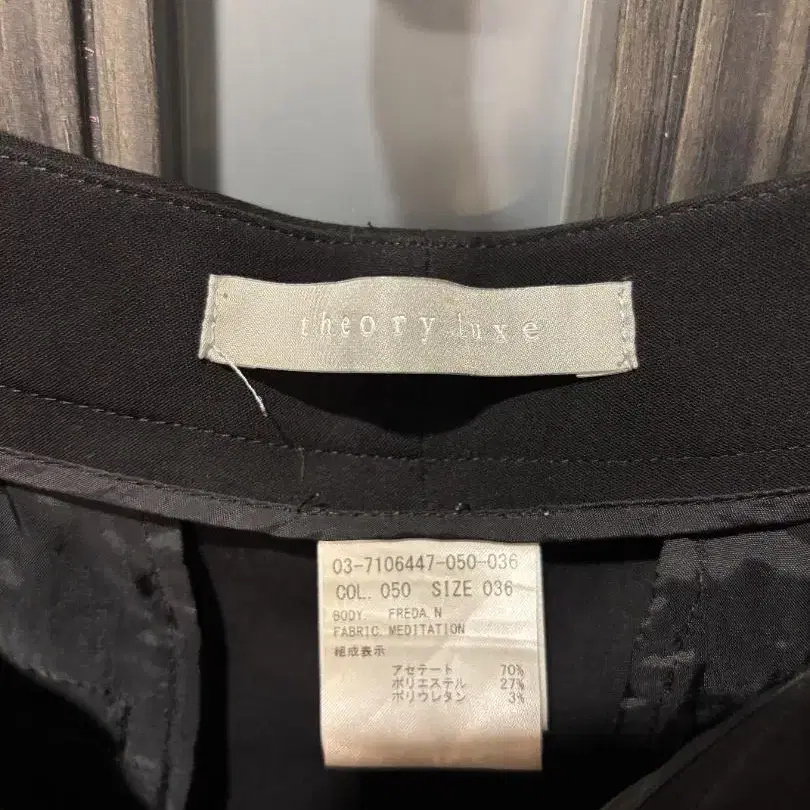 theory luxe
03-7106447-050-036
COL. 050 SIZE 036
BODY. FREDA.N
FABRIC MEDITATION
組成表示
アセテート 70%
ポリエステル 27%
ポリウレタン 3%